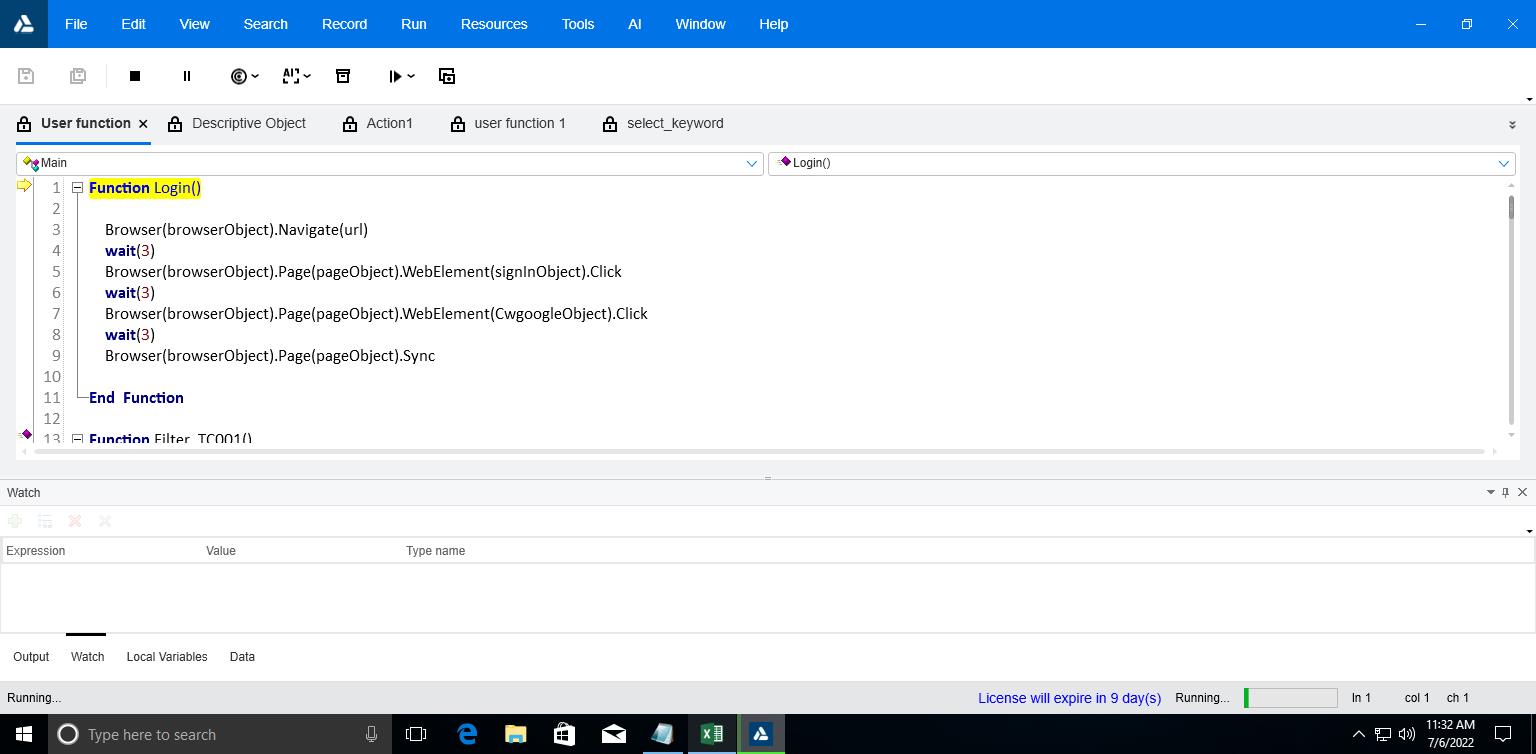 File Edit View Search Record Run Resources Tools AI Window Help
AI
User function Descriptive Object Action1 user function 1 select_keyword
Main Login()
1 Function Login()
2
3 Browser(browserObject).Navigate(url)
4 wait(3)
5 Browser(browserObject).Page(pageObject).WebElement(signInObject).Click
6 wait(3)
7 Browser(browserObject).Page(pageObject).WebElement(CwgoogleObject).Click
8 wait(3)
9 Browser(browserObject).Page(pageObject).Sync
10
11 End Function
12
13 Function Filter_TC001()
Watch
Expression Value Type name
Output Watch Local Variables Data
Running... License will expire in 9 day(s) Running... ln 1 col 1 ch 1
Type here to search 11:32 AM
7/6/2022